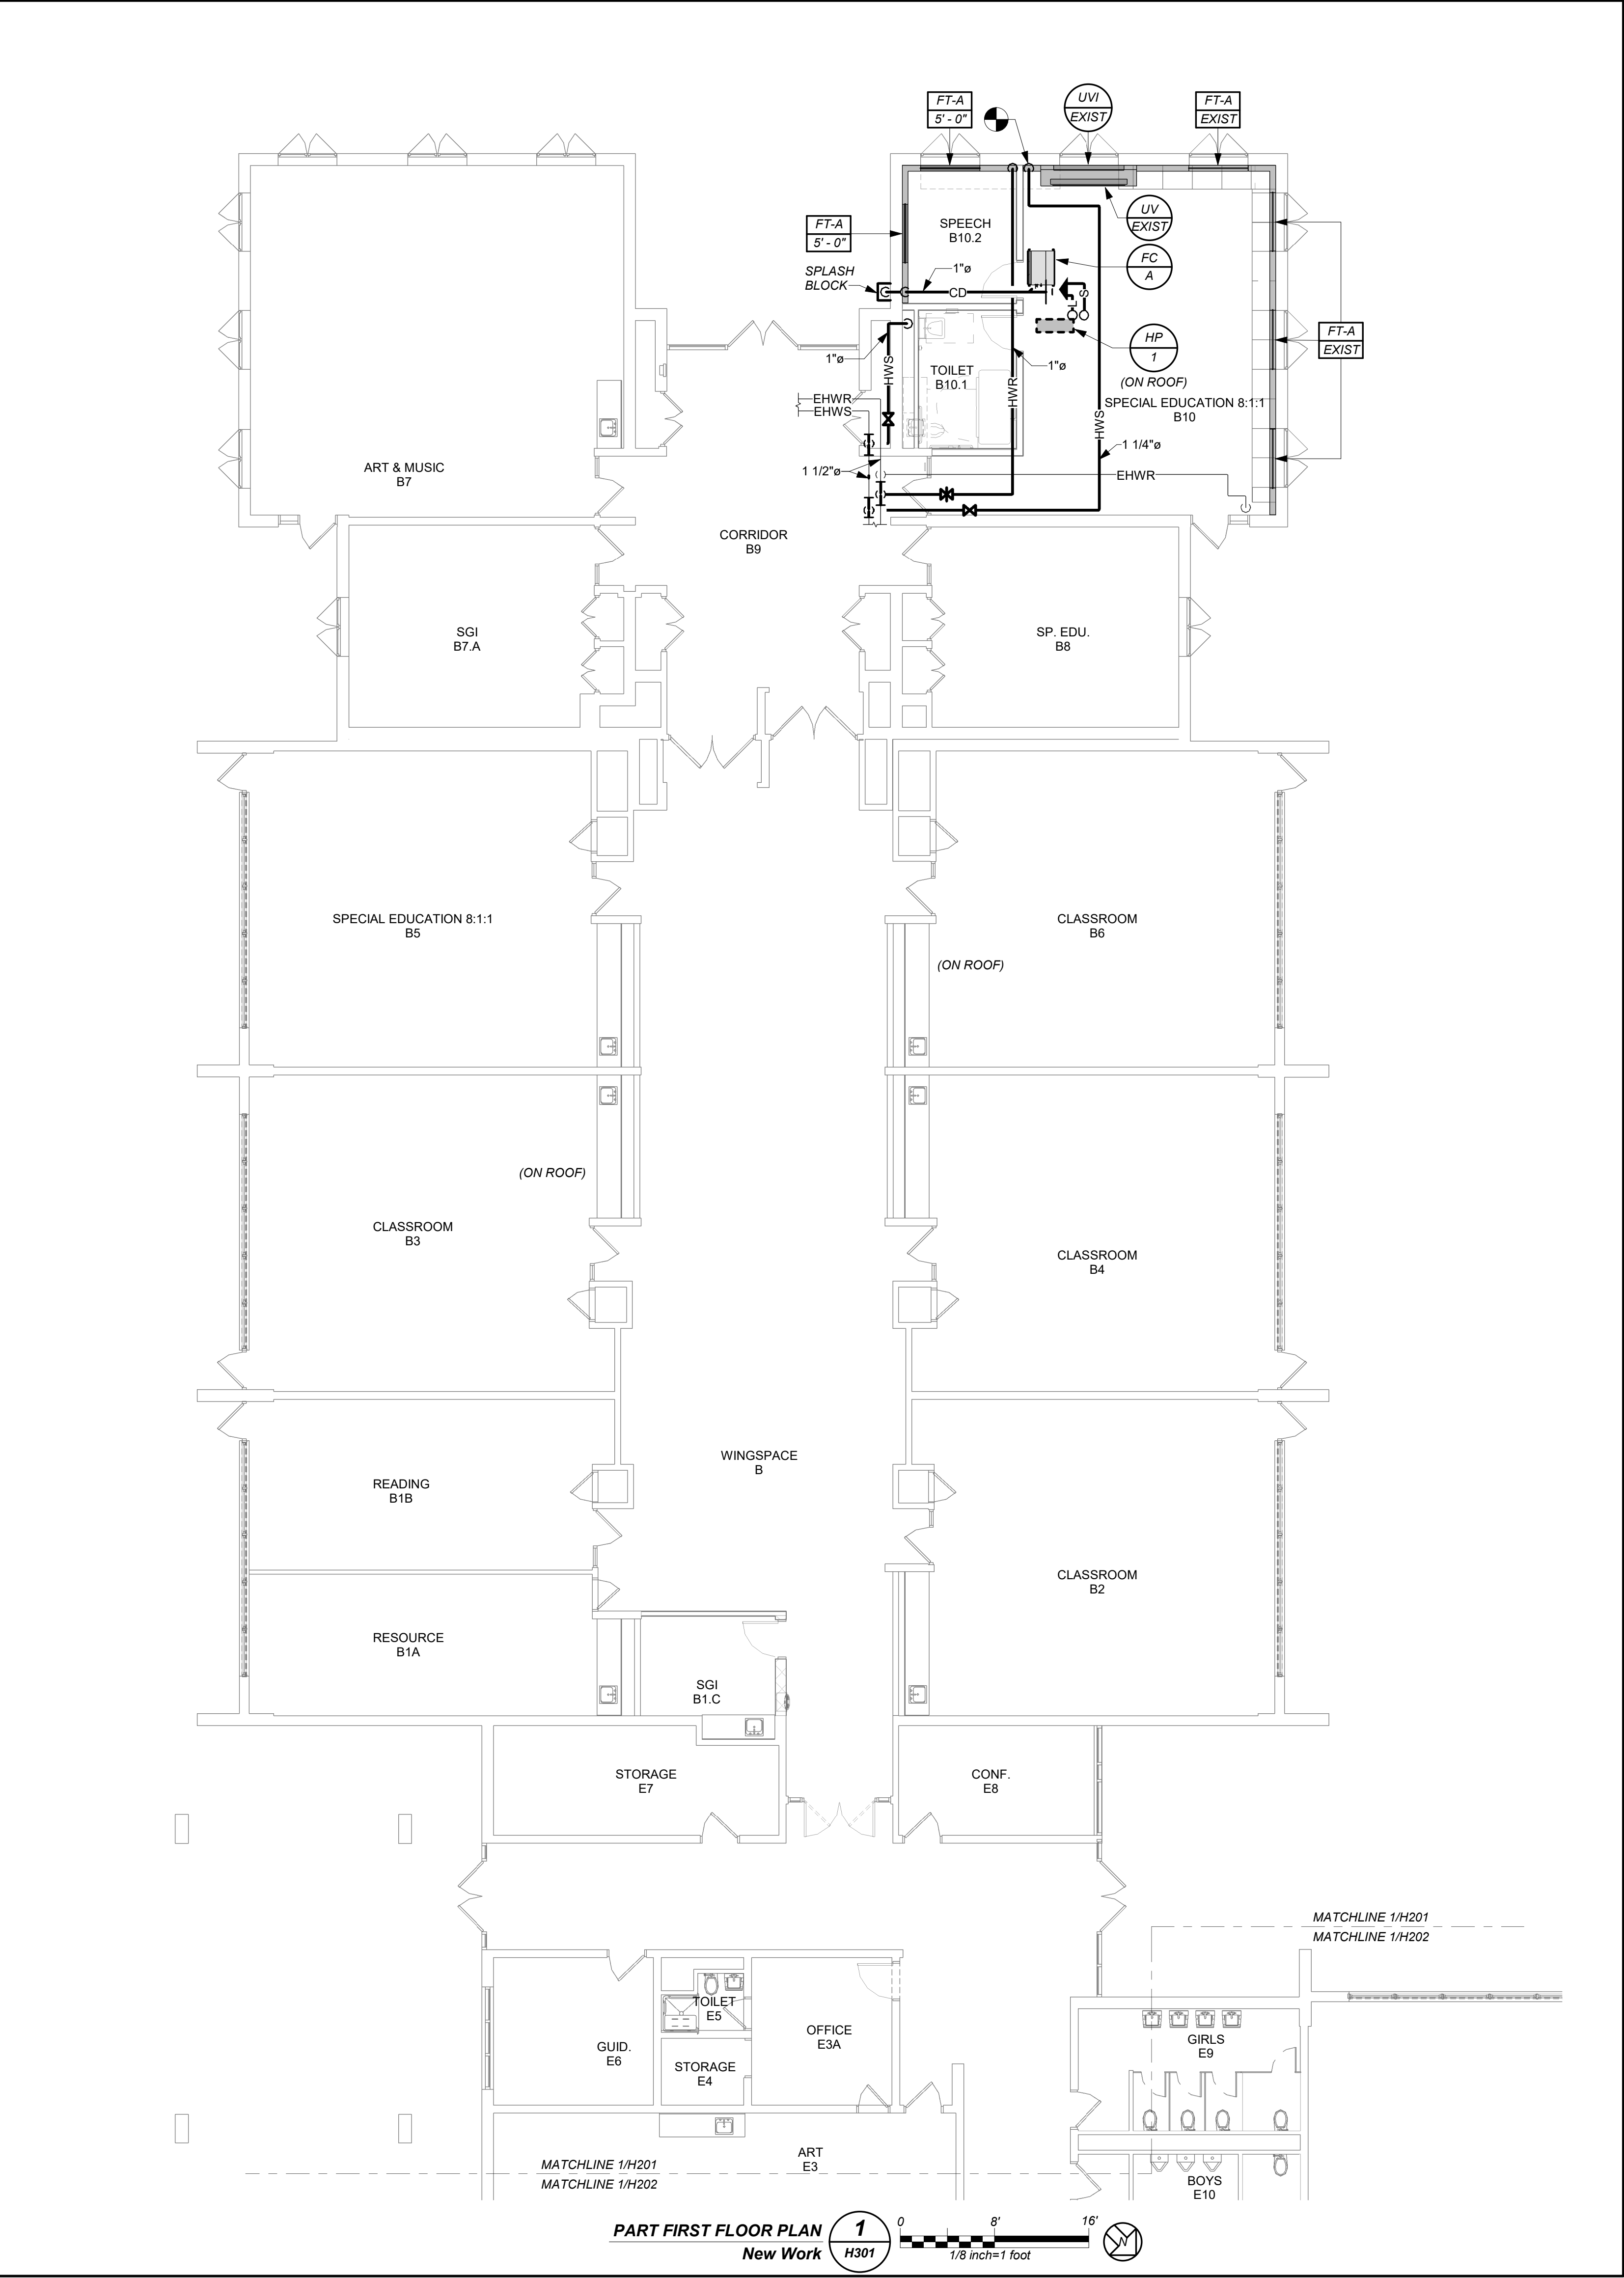 FT-A
5' - 0"
UVI
EXIST
FT-A
EXIST
UV
EXIST
FT-A
5' - 0"
SPEECH
B10.2
FC
A
SPLASH
BLOCK
1"ø
CD
L
S
HP
1
(ON ROOF)
FT-A
EXIST
1"ø
HWS
TOILET
B10.1
HWR
1"ø
EHWR
EHWS
SPECIAL EDUCATION 8:1:1
B10
HWS
1 1/4"ø
1 1/2"ø
EHWR
ART & MUSIC
B7
CORRIDOR
B9
SGI
B7.A
SP. EDU.
B8
SPECIAL EDUCATION 8:1:1
B5
CLASSROOM
B6
(ON ROOF)
(ON ROOF)
CLASSROOM
B3
CLASSROOM
B4
WINGSPACE
B
READING
B1B
CLASSROOM
B2
RESOURCE
B1A
SGI
B1.C
STORAGE
E7
CONF.
E8
MATCHLINE 1/H201
MATCHLINE 1/H202
TOILET
E5
OFFICE
E3A
GUID.
E6
STORAGE
E4
GIRLS
E9
ART
E3
MATCHLINE 1/H201
MATCHLINE 1/H202
BOYS
E10
PART FIRST FLOOR PLAN
New Work
1
H301
0 8' 16'
1/8 inch=1 foot
N